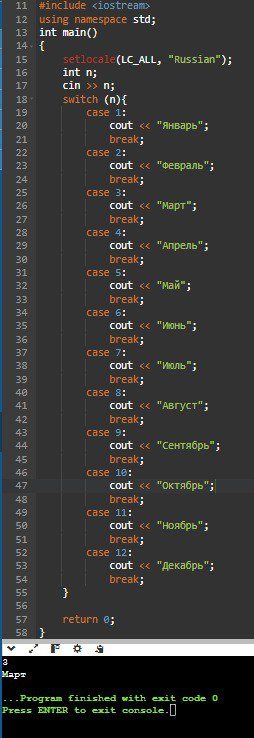 11 #include <iostream>
12 using namespace std;
13 int main()
14 {
15 setlocale(LC_ALL, "Russian");
16 int n;
17 cin >> n;
18 switch (n){
19 case 1:
20 cout << "Январь";
21 break;
22 case 2:
23 cout << "Февраль";
24 break;
25 case 3:
26 cout << "Март";
27 break;
28 case 4:
29 cout << "Апрель";
30 break;
31 case 5:
32 cout << "Май";
33 break;
34 case 6:
35 cout << "Июнь";
36 break;
37 case 7:
38 cout << "Июль";
39 break;
40 case 8:
41 cout << "Август";
42 break;
43 case 9:
44 cout << "Сентябрь";
45 break;
46 case 10:
47 cout << "Октябрь";
48 break;
49 case 11:
50 cout << "Ноябрь";
51 break;
52 case 12:
53 cout << "Декабрь";
54 break;
55 }
56
57 return 0;
58 }
3
Март
...Program finished with exit code 0
Press ENTER to exit console.